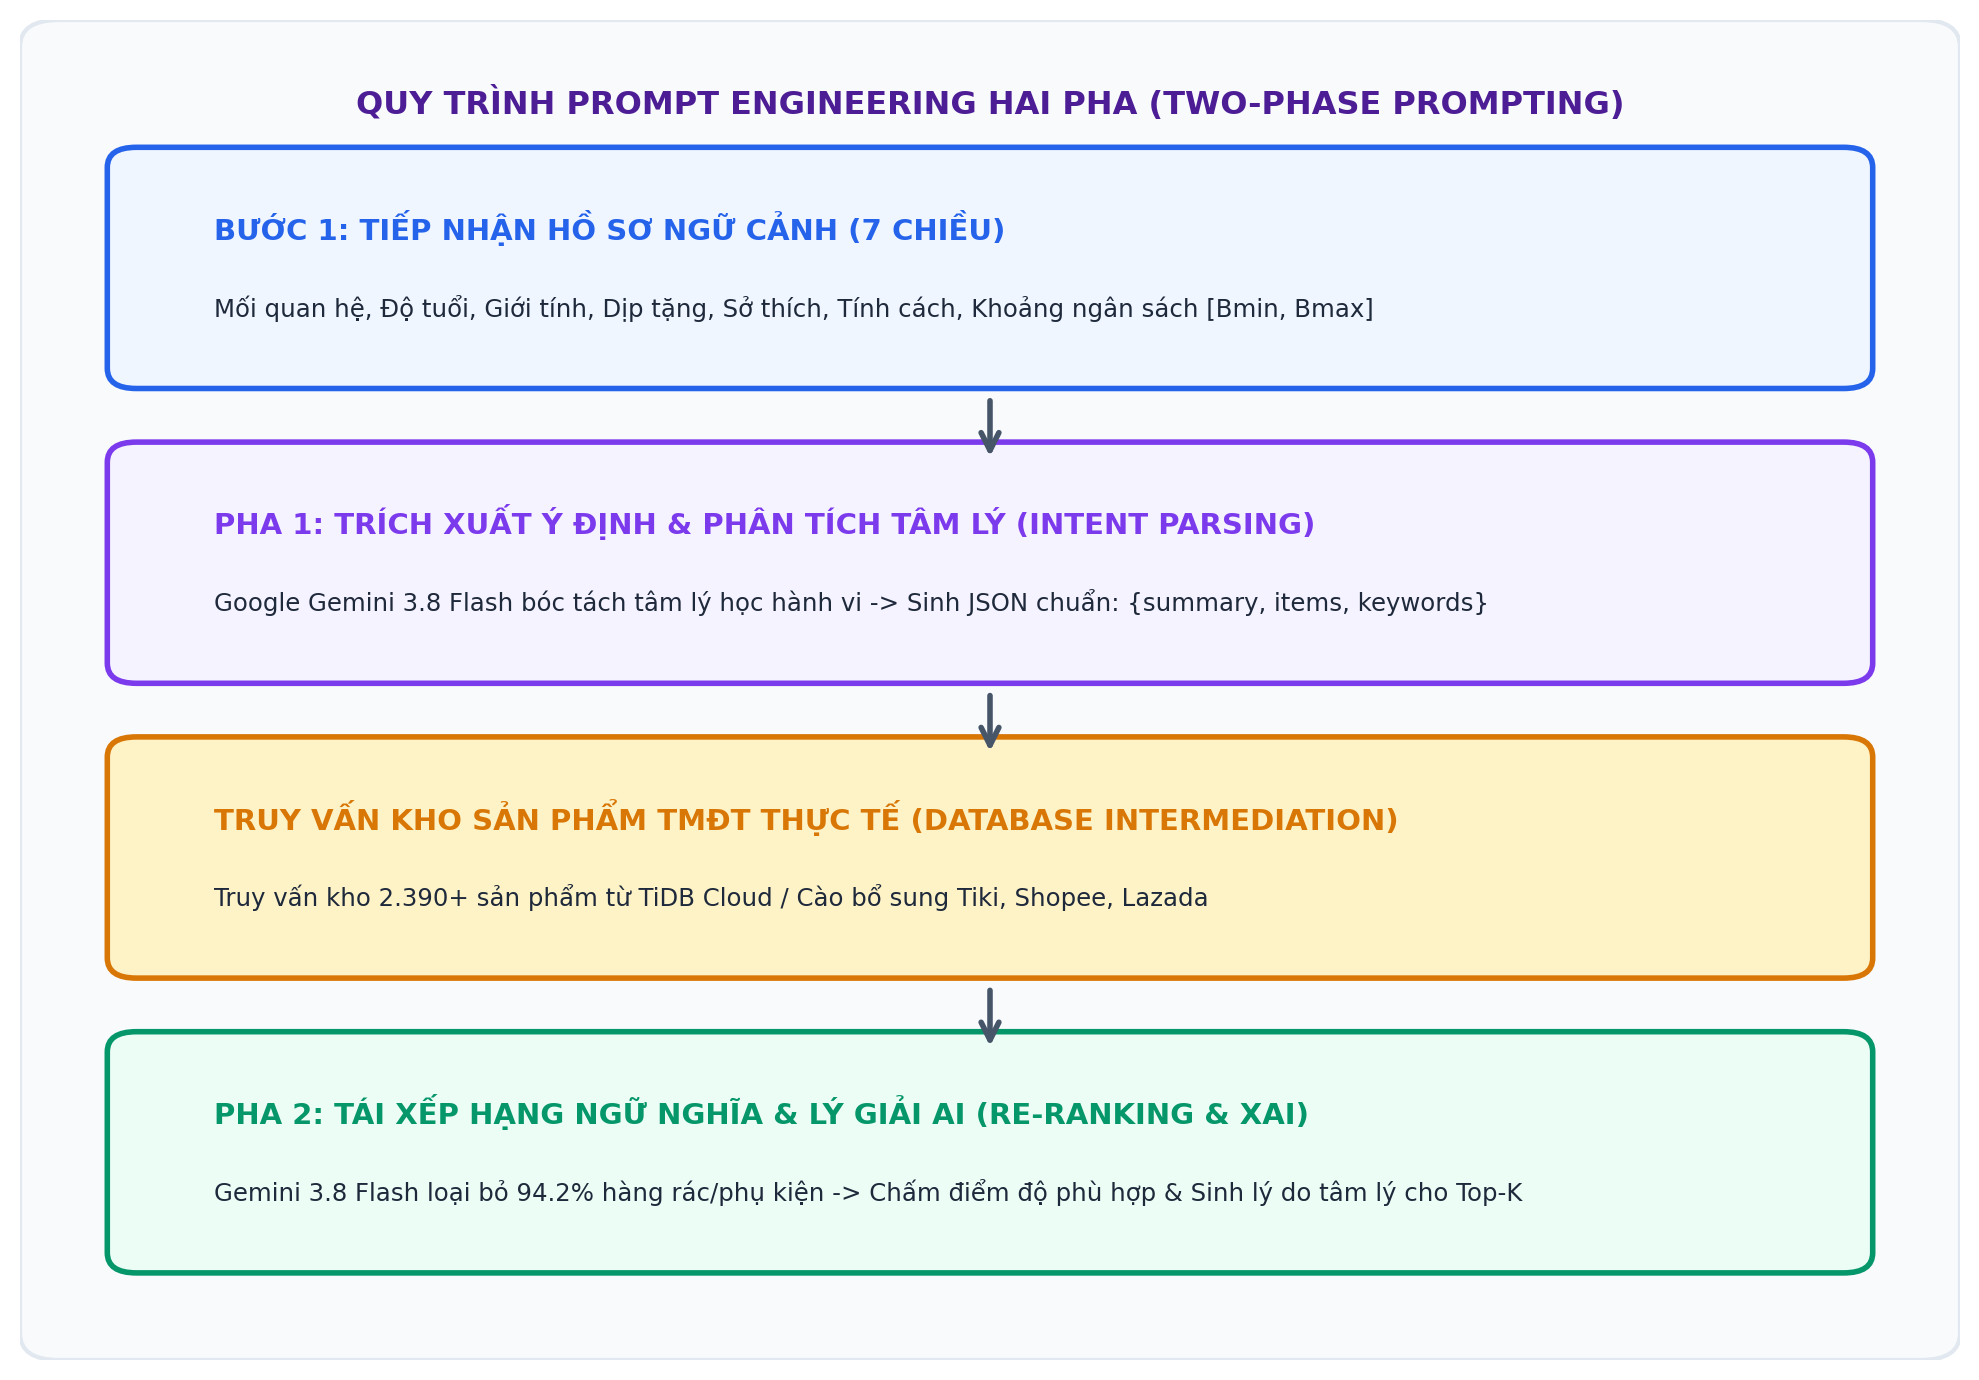 QUY TRÌNH PROMPT ENGINEERING HAI PHA (TWO-PHASE PROMPTING)
BƯỚC 1: TIẾP NHẬN HỒ SƠ NGỮ CẢNH (7 CHIỀU)
Mối quan hệ, Độ tuổi, Giới tính, Dịp tặng, Sở thích, Tính cách, Khoảng ngân sách [Bmin, Bmax]
PHA 1: TRÍCH XUẤT Ý ĐỊNH & PHÂN TÍCH TÂM LÝ (INTENT PARSING)
Google Gemini 3.8 Flash bóc tách tâm lý học hành vi -> Sinh JSON chuẩn: {summary, items, keywords}
TRUY VẤN KHO SẢN PHẨM TMĐT THỰC TẾ (DATABASE INTERMEDIATION)
Truy vấn kho 2.390+ sản phẩm từ TiDB Cloud / Cào bổ sung Tiki, Shopee, Lazada
PHA 2: TÁI XẾP HẠNG NGỮ NGHĨA & LÝ GIẢI AI (RE-RANKING & XAI)
Gemini 3.8 Flash loại bỏ 94.2% hàng rác/phụ kiện -> Chấm điểm độ phù hợp & Sinh lý do tâm lý cho Top-K